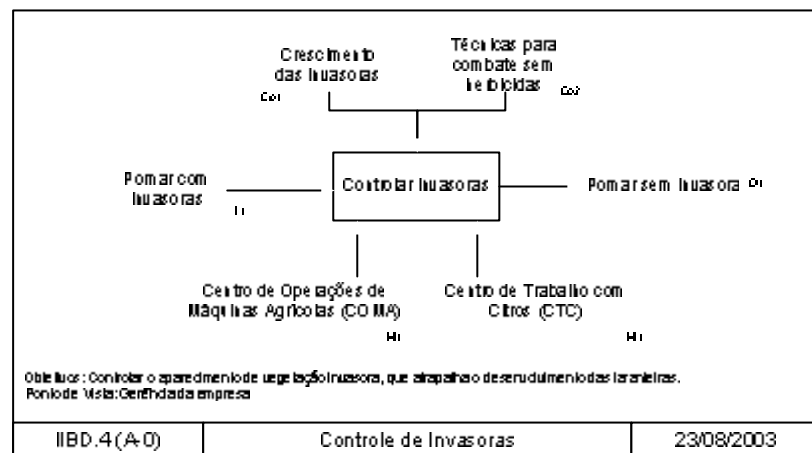 Crescimento
das Invasoras
Co1
Técnicas para
combate sem
herbicidas
Co2
Pomar com
Invasoras
I1
Controlar Invasoras
Pomar sem Invasora O1
Centro de Operações de
Máquinas Agrícolas (COMA)
M1
Centro de Trabalho com
Citros (CTC)
M1
Objetivos: Controlar o aparecimento de vegetação invasora, que atrapalha o desenvolvimento das laranjeiras.
Ponto de Vista: Gerência da empresa
IIBD.4 (A-0)
Controle de Invasoras
23/08/2003